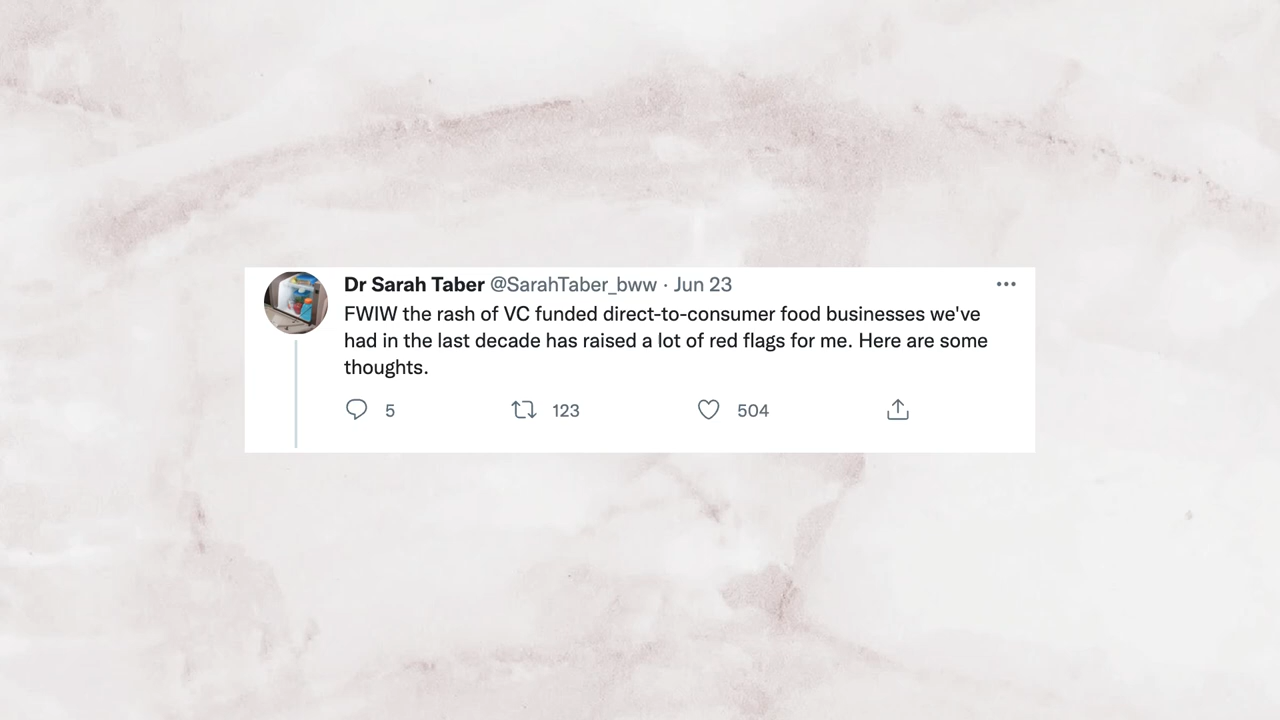 Dr Sarah Taber @SarahTaber_bww · Jun 23
FWIW the rash of VC funded direct-to-consumer food businesses we've
had in the last decade has raised a lot of red flags for me. Here are some
thoughts.
5 123 504